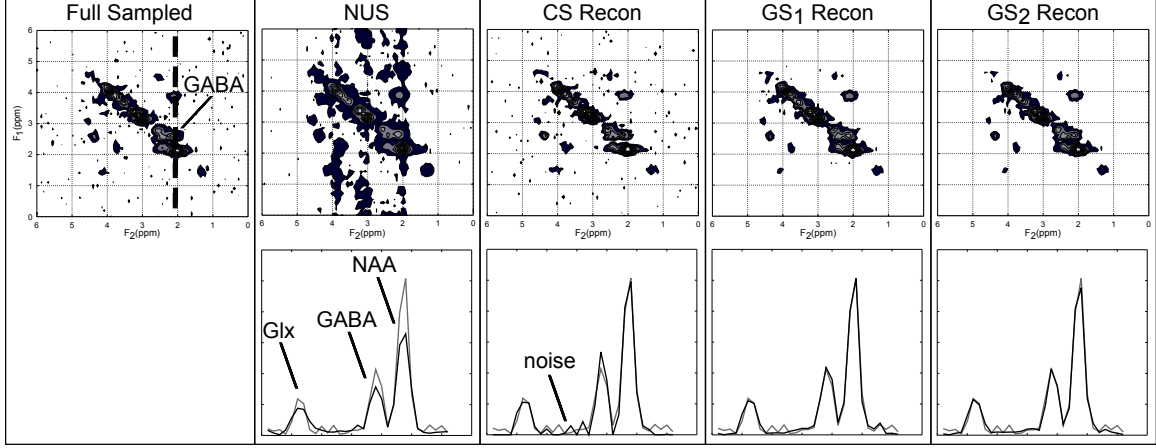 Full Sampled
NUS
CS Recon
GS1 Recon
GS2 Recon
6
5
4
3
2
1
0
F1(ppm)
GABA
6 5 4 3 2 1 0
F2(ppm)
6 5 4 3 2 1 0
F2(ppm)
6 5 4 3 2 1 0
F2(ppm)
6 5 4 3 2 1 0
F2(ppm)
6 5 4 3 2 1 0
F2(ppm)
NAA
GABA
Glx
noise